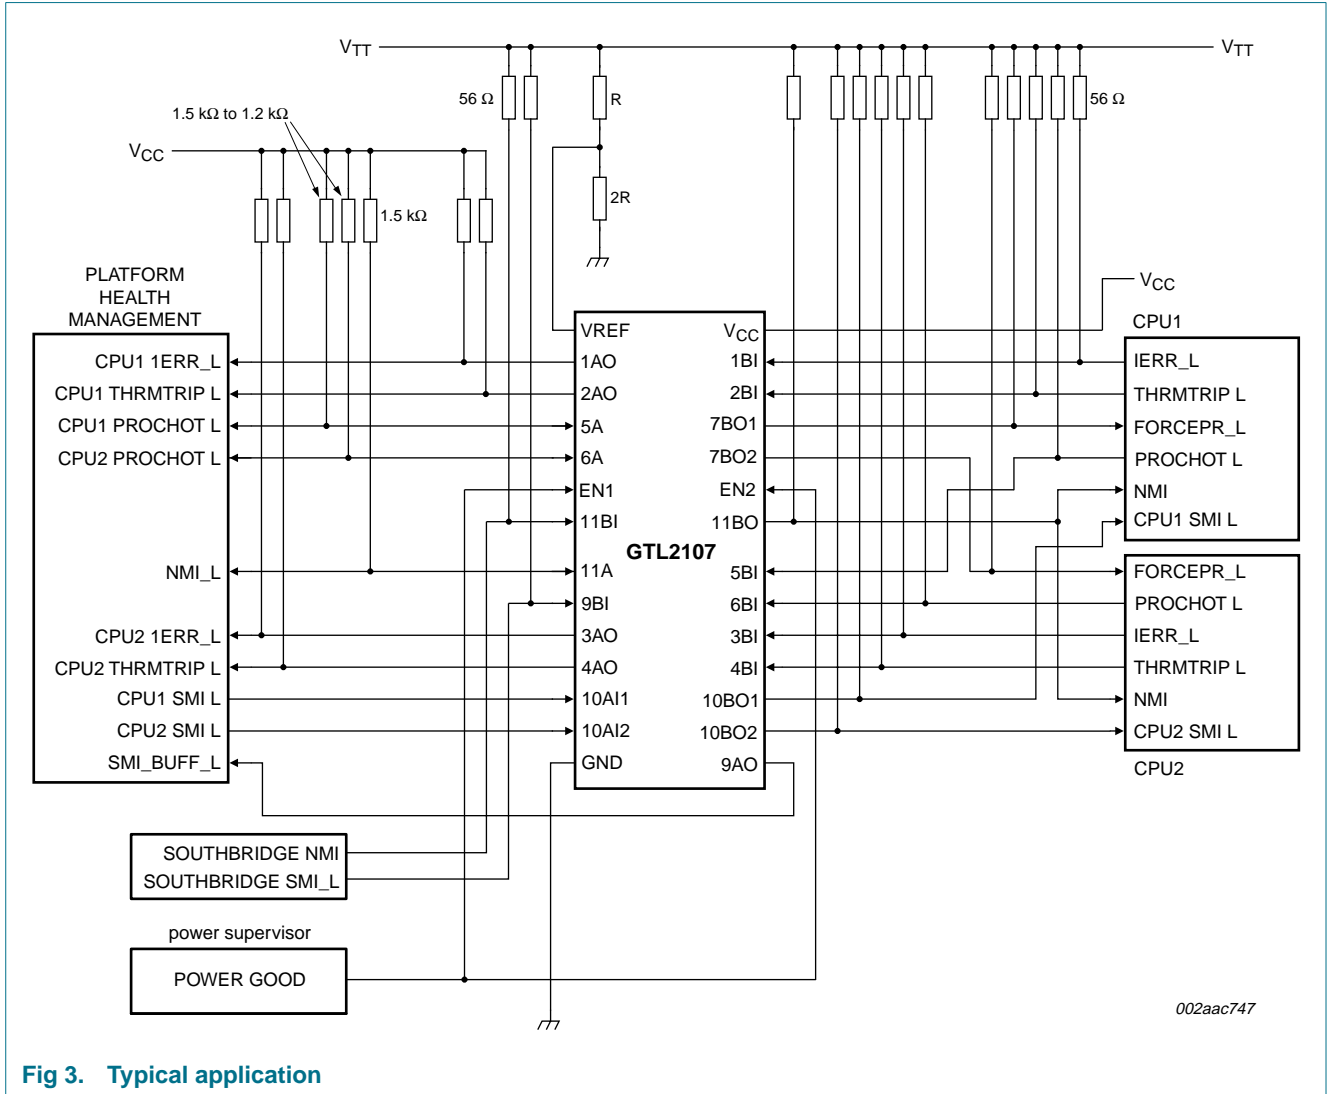 VTT
VTT
56 Ω
R
56 Ω
1.5 kΩ to 1.2 kΩ
VCC
2R
1.5 kΩ
PLATFORM
HEALTH
MANAGEMENT
VCC
CPU1
VREF
VCC
CPU1 1ERR_L
1AO
1BI
IERR_L
CPU1 THRMTRIP L
2AO
2BI
THRMTRIP L
CPU1 PROCHOT L
5A
7BO1
FORCEPR_L
CPU2 PROCHOT L
6A
7BO2
PROCHOT L
EN1
EN2
NMI
11BI
11BO
CPU1 SMI L
GTL2107
NMI_L
11A
5BI
FORCEPR_L
9BI
6BI
PROCHOT L
CPU2 1ERR_L
3AO
3BI
IERR_L
CPU2 THRMTRIP L
4AO
4BI
THRMTRIP L
CPU1 SMI L
10AI1
10BO1
NMI
CPU2 SMI L
10AI2
10BO2
CPU2 SMI L
SMI_BUFF_L
GND
9AO
CPU2
SOUTHBRIDGE NMI
SOUTHBRIDGE SMI_L
power supervisor
POWER GOOD
002aac747
Fig 3. Typical application